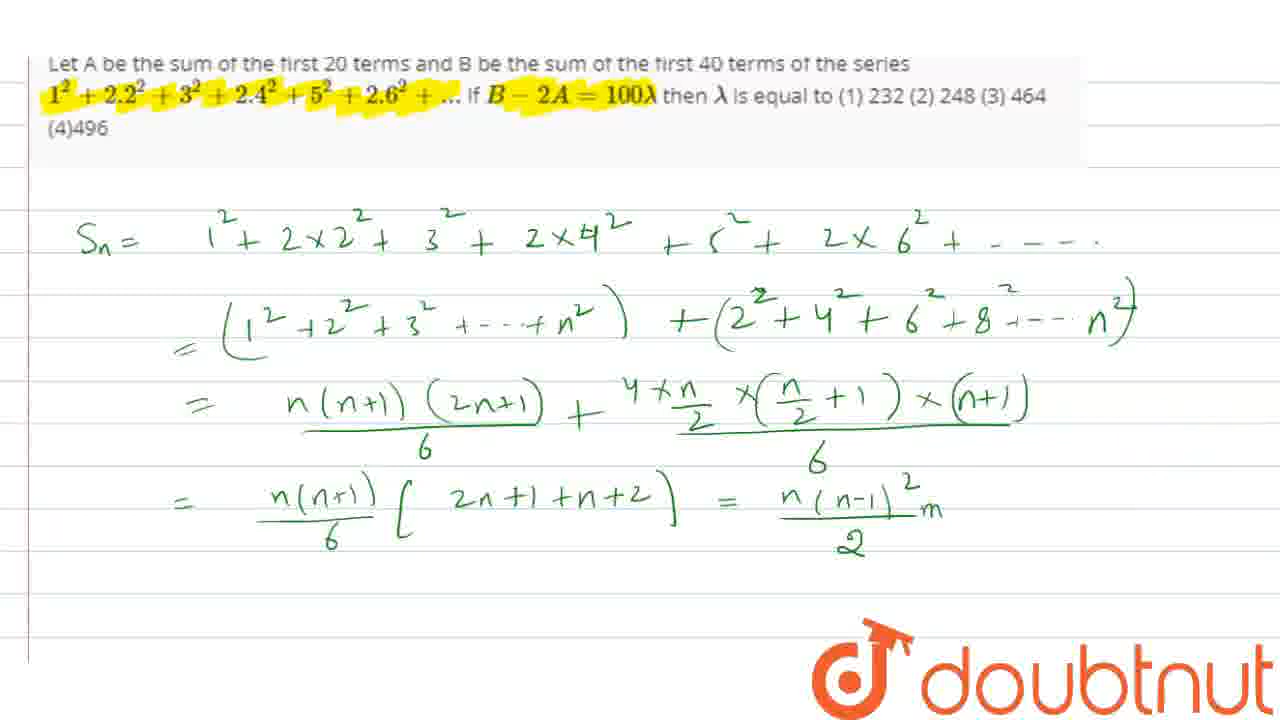 Let A be the sum of the first 20 terms and B be the sum of the first 40 terms of the series
1² + 2.2² + 3² + 2.4² + 5² + 2.6² + ... If B − 2A = 100λ then λ is equal to (1) 232 (2) 248 (3) 464
(4)496
Sn = 1² + 2×2² + 3² + 2×4² + 5² + 2×6² + - - - -
= (1² + 2² + 3² + --- + n²) + (2² + 4² + 6² + 8² + --- n²)
= n(n+1)(2n+1)/6 + 4×n/2 ×(n/2 + 1) × (n+1)/6
= n(n+1)/6 [ 2n+1+n+2 ] = n(n-1)²m/2
doubtnut